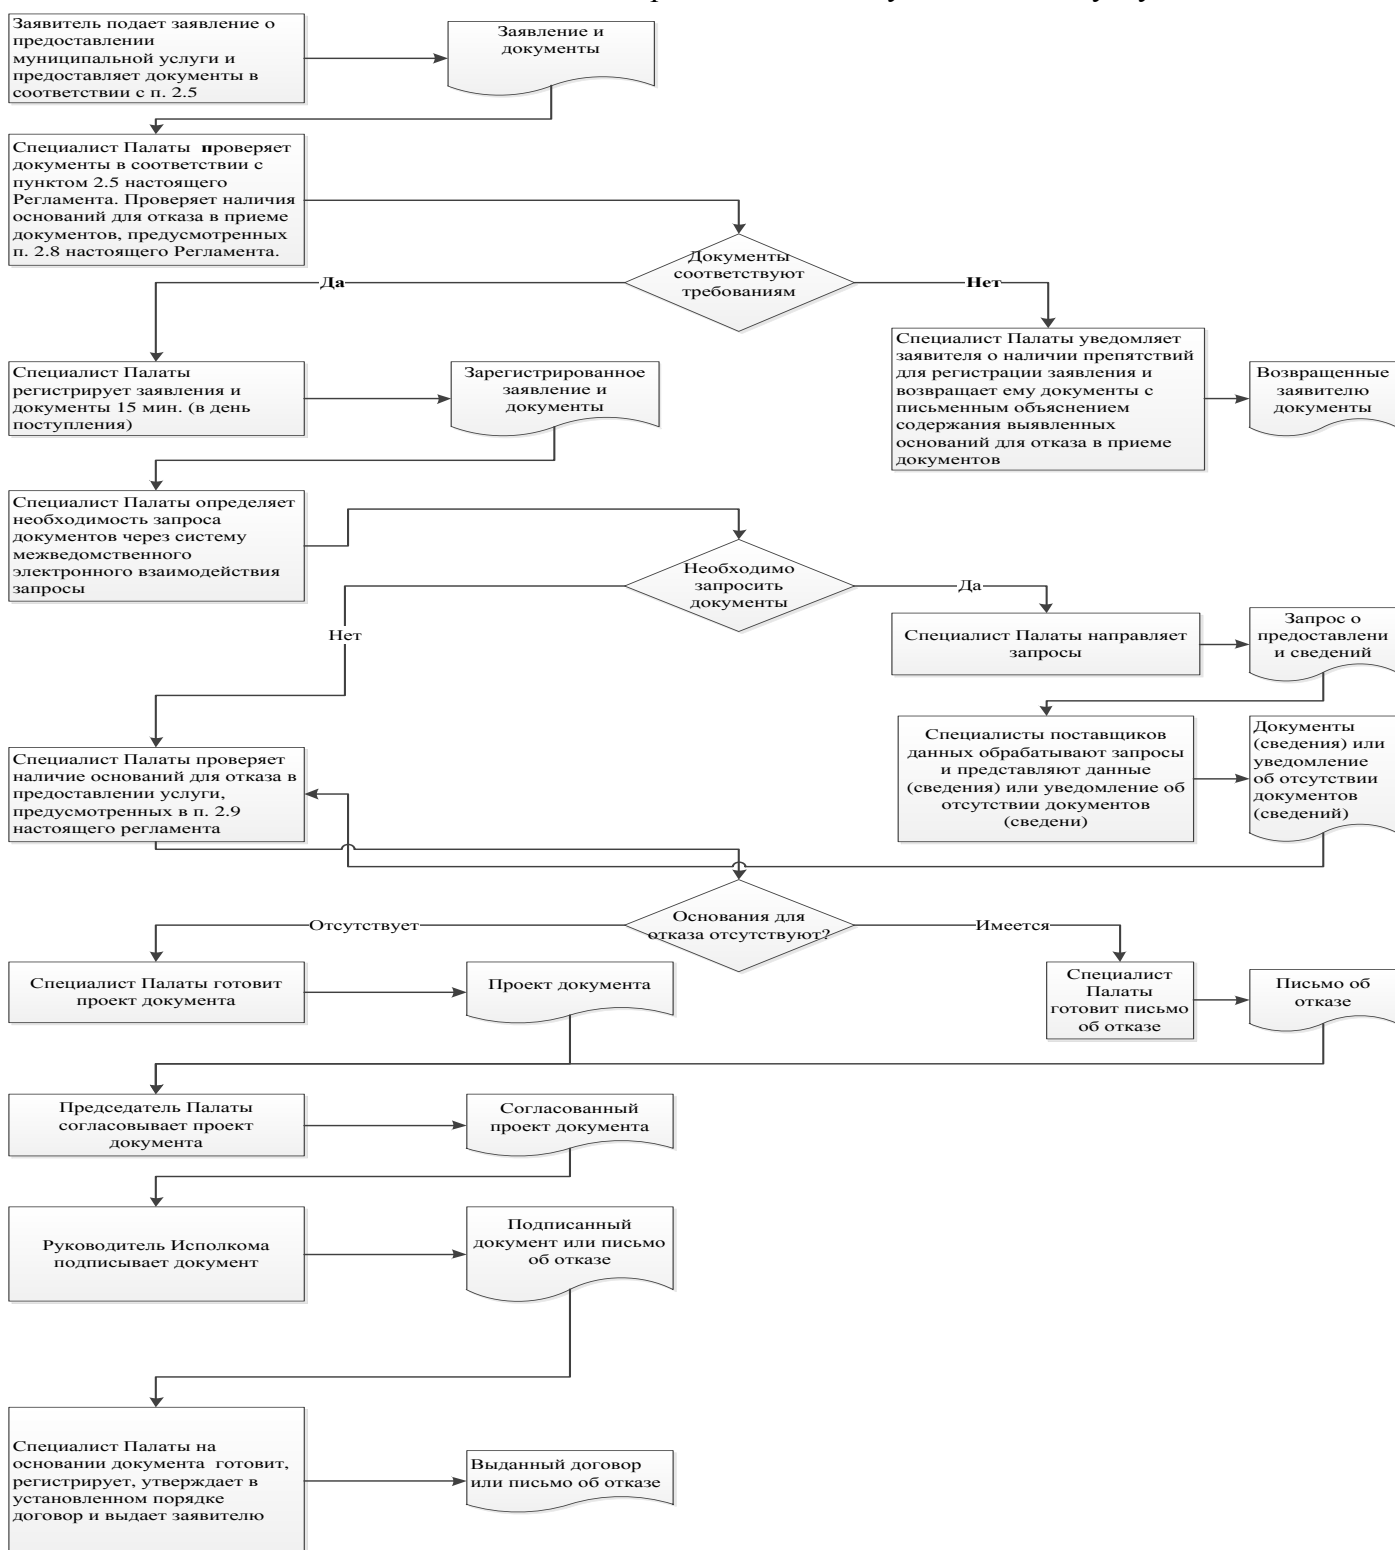 Заявитель подает заявление о
предоставлении
муниципальной услуги и
предоставляет документы в
соответствии с п. 2.5
Заявление и
документы
Специалист Палаты проверяет
документы в соответствии с
пунктом 2.5 настоящего
Регламента. Проверяет наличия
оснований для отказа в приеме
документов, предусмотренных
п. 2.8 настоящего Регламента.
Документы
соответствуют
требованиям
Да
Нет
Специалист Палаты
регистрирует заявления и
документы 15 мин. (в день
поступления)
Зарегистрированное
заявление и
документы
Специалист Палаты уведомляет
заявителя о наличии препятствий
для регистрации заявления и
возвращает ему документы с
письменным объяснением
содержания выявленных
оснований для отказа в приеме
документов
Возвращенные
заявителю
документы
Специалист Палаты определяет
необходимость запроса
документов через систему
межведомственного
электронного взаимодействия
запросы
Необходимо
запросить
документы
Да
Нет
Специалист Палаты направляет
запросы
Запрос о
предоставлени
и сведений
Специалисты поставщиков
данных обрабатывают запросы
и представляют данные
(сведения) или уведомление об
отсутствии документов
(сведени)
Документы
(сведения) или
уведомление
об отсутствии
документов
(сведений)
Специалист Палаты проверяет
наличие оснований для отказа в
предоставлении услуги,
предусмотренных в п. 2.9
настоящего регламента
Основания для
отказа отсутствуют?
Отсутствует
Имеется
Специалист Палаты готовит
проект документа
Проект документа
Специалист
Палаты
готовит письмо
об отказе
Письмо об
отказе
Председатель Палаты
согласовывает проект
документа
Согласованный
проект документа
Руководитель Исполкома
подписывает документ
Подписанный
документ или письмо
об отказе
Специалист Палаты на
основании документа готовит,
регистрирует, утверждает в
установленном порядке
договор и выдает заявителю
Выданный договор
или письмо об отказе